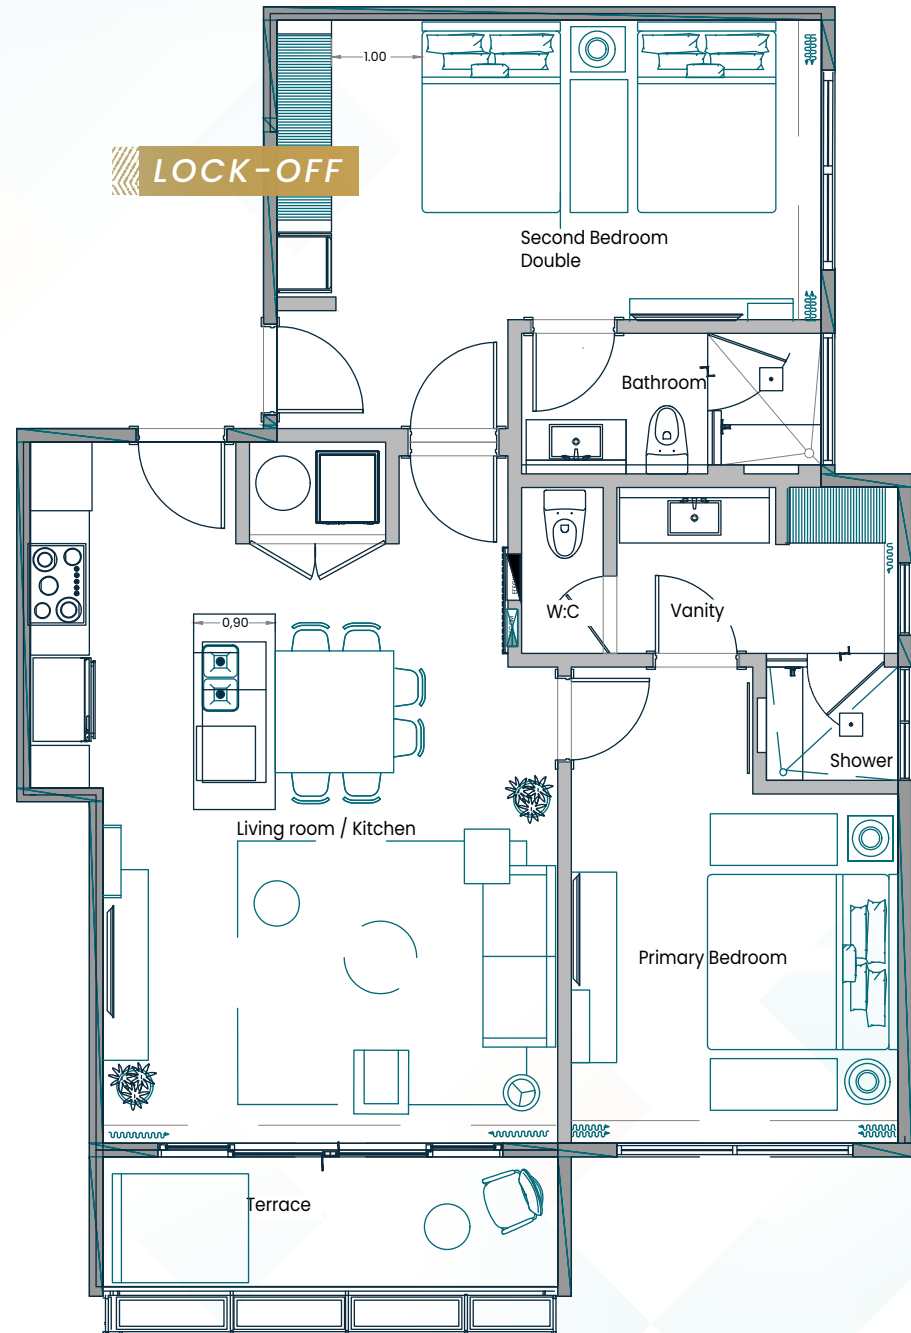 1.00
LOCK-OFF
Second Bedroom
Double
Bathroom
W:C
Vanity
0,90
Shower
Living room / Kitchen
Primary Bedroom
Terrace